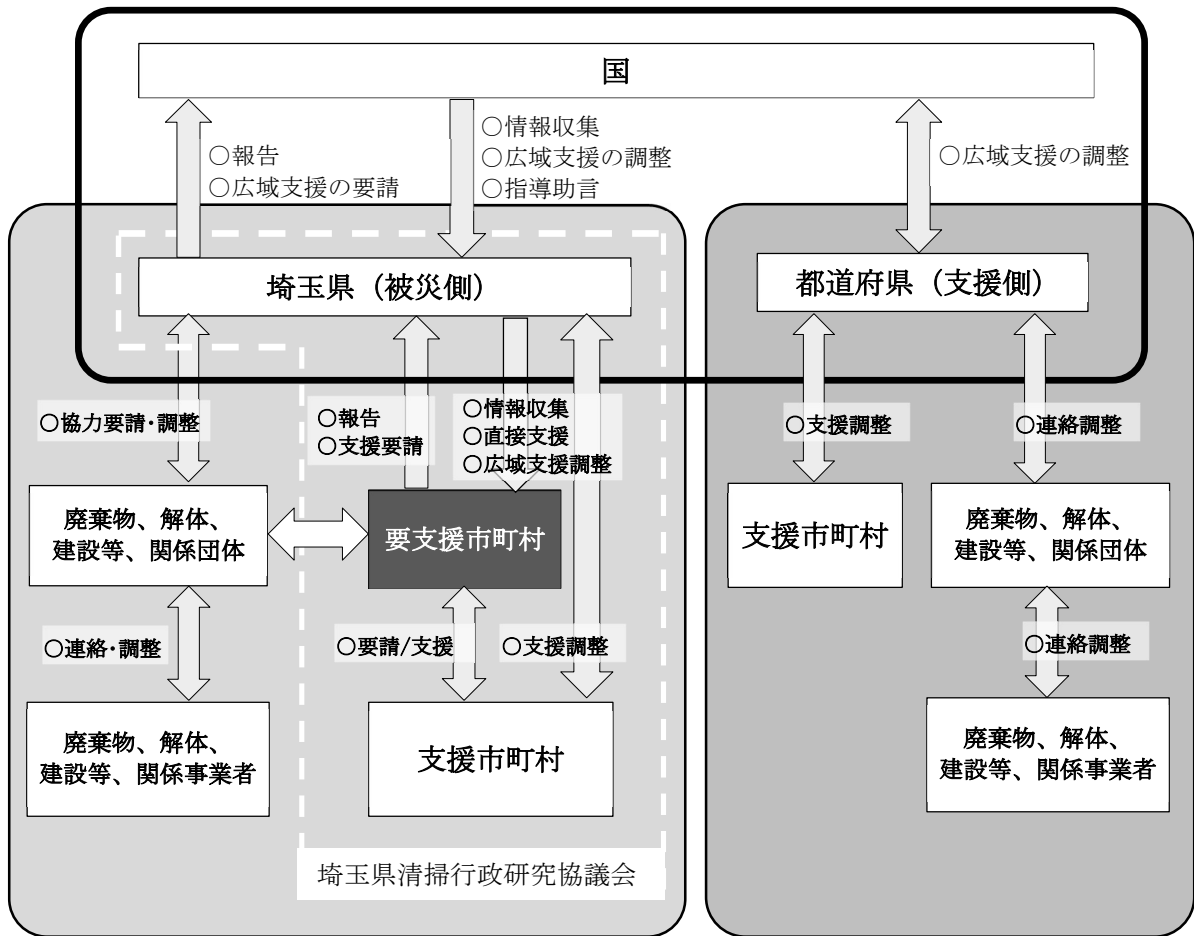 国
○報告
○広域支援の要請
○情報収集
○広域支援の調整
○指導助言
○広域支援の調整
埼玉県（被災側）
都道府県（支援側）
○協力要請･調整
○報告
○支援要請
○情報収集
○直接支援
○広域支援調整
○支援調整
○連絡調整
廃棄物、解体、
建設等、関係団体
要支援市町村
支援市町村
廃棄物、解体、
建設等、関係団体
○連絡･調整
○要請/支援
○支援調整
○連絡調整
廃棄物、解体、
建設等、関係事業者
支援市町村
廃棄物、解体、
建設等、関係事業者
埼玉県清掃行政研究協議会